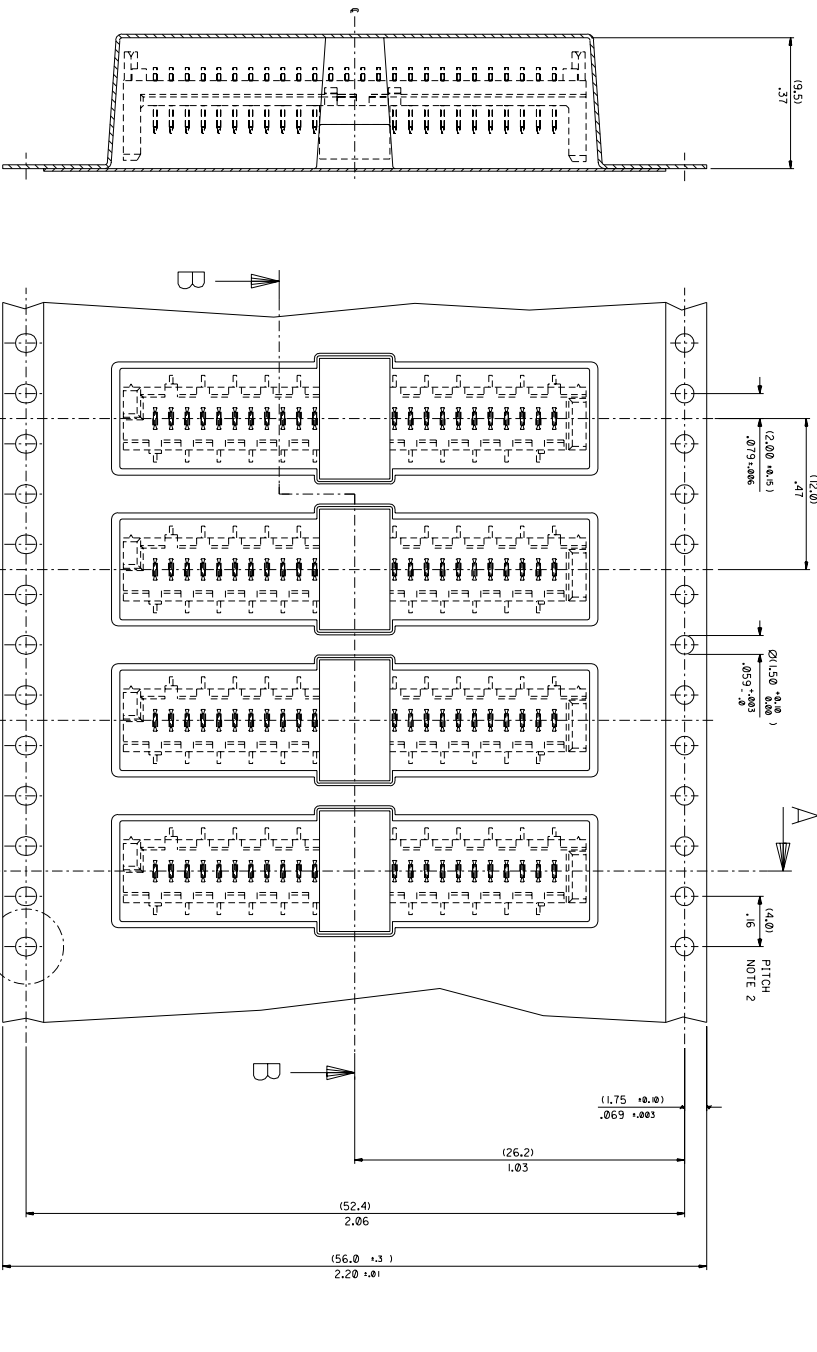 (9.5)
.37
B
(2.00 ±0.15)
.079±.006
(12.0)
.47
Ø(1.50 +0.10 0.00)
.059 +.003 -.0
A
(4.0)
.16
PITCH
NOTE 2
B
(1.75 ±0.10)
.069 ±.003
(26.2)
1.03
(52.4)
2.06
(56.0 ±.3 )
2.20 ±.01